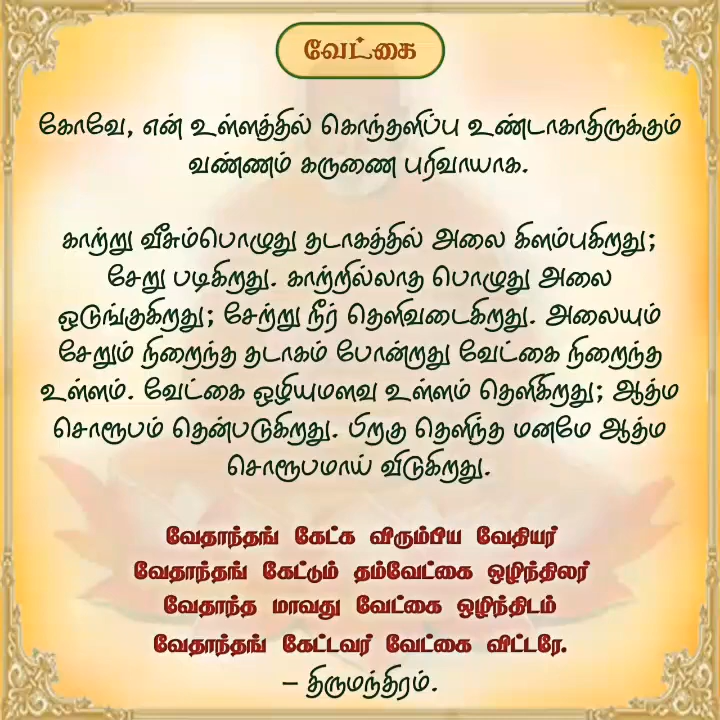 வேட்கை
கோவே, என் உள்ளத்தில் கொந்தளிப்பு உண்டாகாதிருக்கும்
வண்ணம் கருணை புரிவாயாக.
காற்று வீசும்பொழுது தடாகத்தில் அலை கிளம்புகிறது;
சேறு படிகிறது. காற்றில்லாத பொழுது அலை
ஒடுங்குகிறது; சேற்று நீர் தெளிவடைகிறது. அலையும்
சேறும் நிறைந்த தடாகம் போன்றது வேட்கை நிறைந்த
உள்ளம். வேட்கை ஒழியுமளவு உள்ளம் தெளிகிறது; ஆத்ம
சொரூபம் தென்படுகிறது. பிறகு தெளிந்த மனமே ஆத்ம
சொரூபமாய் விடுகிறது.
வேதாந்தங் கேட்க விரும்பிய வேதியர்
வேதாந்தங் கேட்டும் தம்வேட்கை ஒழிந்திலர்
வேதாந்த மாவது வேட்கை ஒழிந்திடம்
வேதாந்தங் கேட்டவர் வேட்கை விட்டரே.
– திருமந்திரம்.